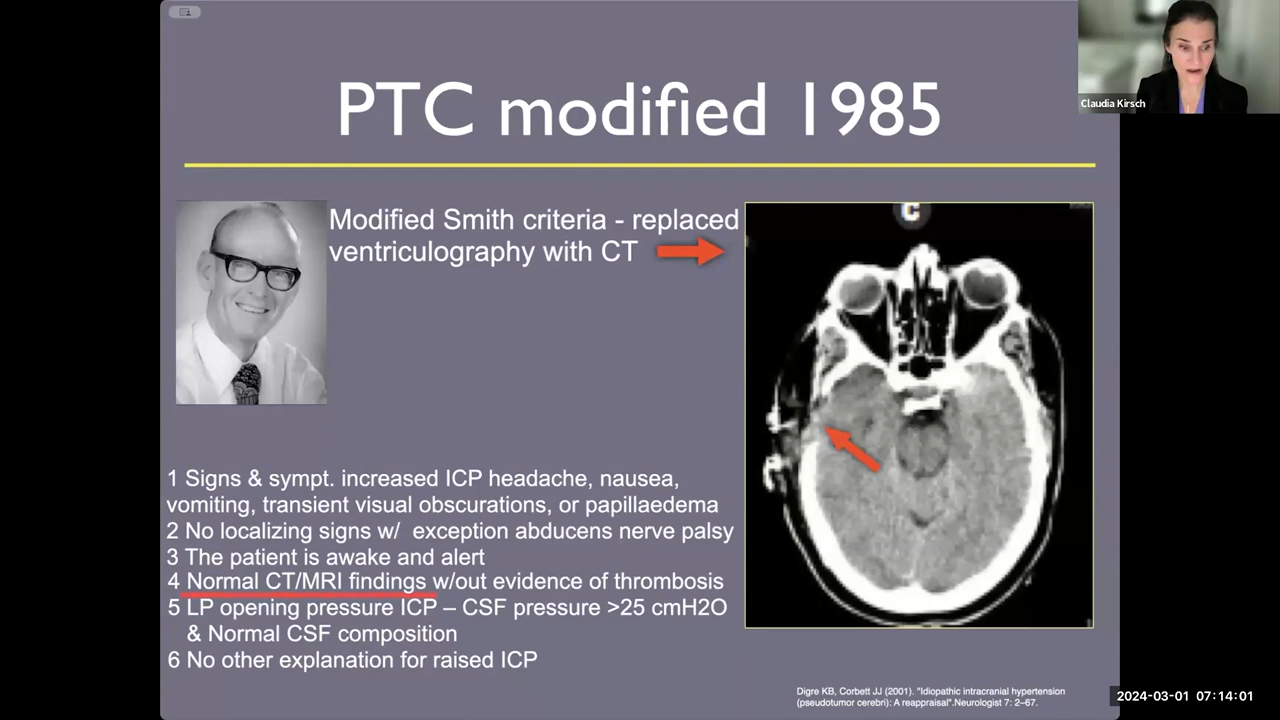 PTC modified 1985
Claudia Kirsch
Modified Smith criteria - replaced
ventriculography with CT
C
1 Signs & sympt. increased ICP headache, nausea,
vomiting, transient visual obscurations, or papillaedema
2 No localizing signs w/ exception abducens nerve palsy
3 The patient is awake and alert
4 Normal CT/MRI findings w/out evidence of thrombosis
5 LP opening pressure ICP – CSF pressure >25 cmH2O
& Normal CSF composition
6 No other explanation for raised ICP
Digre KB, Corbett JJ (2001). "Idiopathic intracranial hypertension
(pseudotumor cerebri): A reappraisal".Neurologist 7: 2–67.
2024-03-01 07:14:01